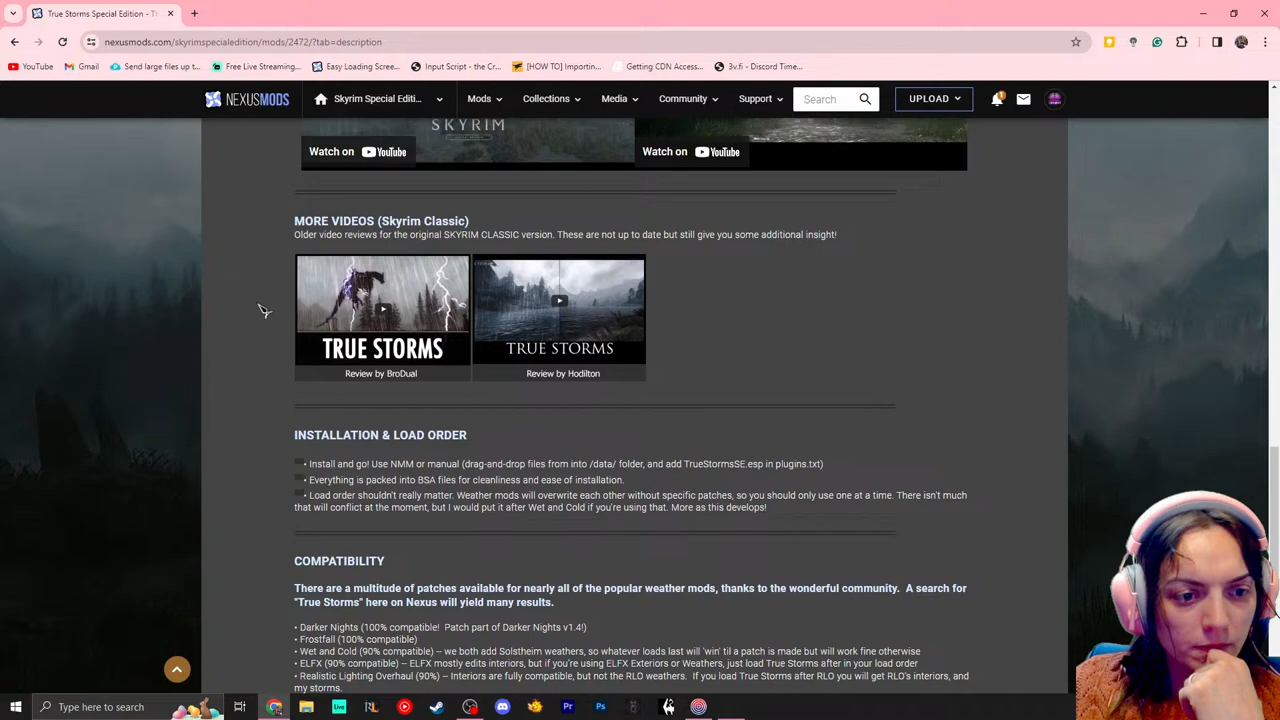 True Storms Special Edition - Th
nexusmods.com/skyrimspecialedition/mods/2472/?tab=description
YouTube
Gmail
Send large files up t...
Free Live Streaming...
Easy Loading Scree...
Input Script - the Cr...
[HOW TO] Importin...
Getting CDN Access...
3v.fi - Discord Time...
NEXUSMODS
Skyrim Special Editi...
Mods
Collections
Media
Community
Support
Search
UPLOAD
SKYRIM
Watch on YouTube
Watch on YouTube
MORE VIDEOS (Skyrim Classic)
Older video reviews for the original SKYRIM CLASSIC version. These are not up to date but still give you some additional insight!
TRUE STORMS
TRUE STORMS
Review by BroDual
Review by Hodilton
INSTALLATION & LOAD ORDER
• Install and go! Use NMM or manual (drag-and-drop files from into /data/ folder, and add TrueStormsSE.esp in plugins.txt)
• Everything is packed into BSA files for cleanliness and ease of installation.
• Load order shouldn't really matter. Weather mods will overwrite each other without specific patches, so you should only use one at a time. There isn't much
that will conflict at the moment, but I would put it after Wet and Cold if you're using that. More as this develops!
COMPATIBILITY
There are a multitude of patches available for nearly all of the popular weather mods, thanks to the wonderful community. A search for
"True Storms" here on Nexus will yield many results.
• Darker Nights (100% compatible! Patch part of Darker Nights v1.4!)
• Frostfall (100% compatible)
• Wet and Cold (90% compatible) -- we both add Solstheim weathers, so whatever loads last will 'win' til a patch is made but will work fine otherwise
• ELFX (90% compatible) -- ELFX mostly edits interiors, but if you're using ELFX Exteriors or Weathers, just load True Storms after in your load order
• Realistic Lighting Overhaul (90%) -- Interiors are fully compatible, but not the RLO weathers. If you load True Storms after RLO you will get RLO's interiors, and
my storms.
Type here to search
Live
Pr
Ps